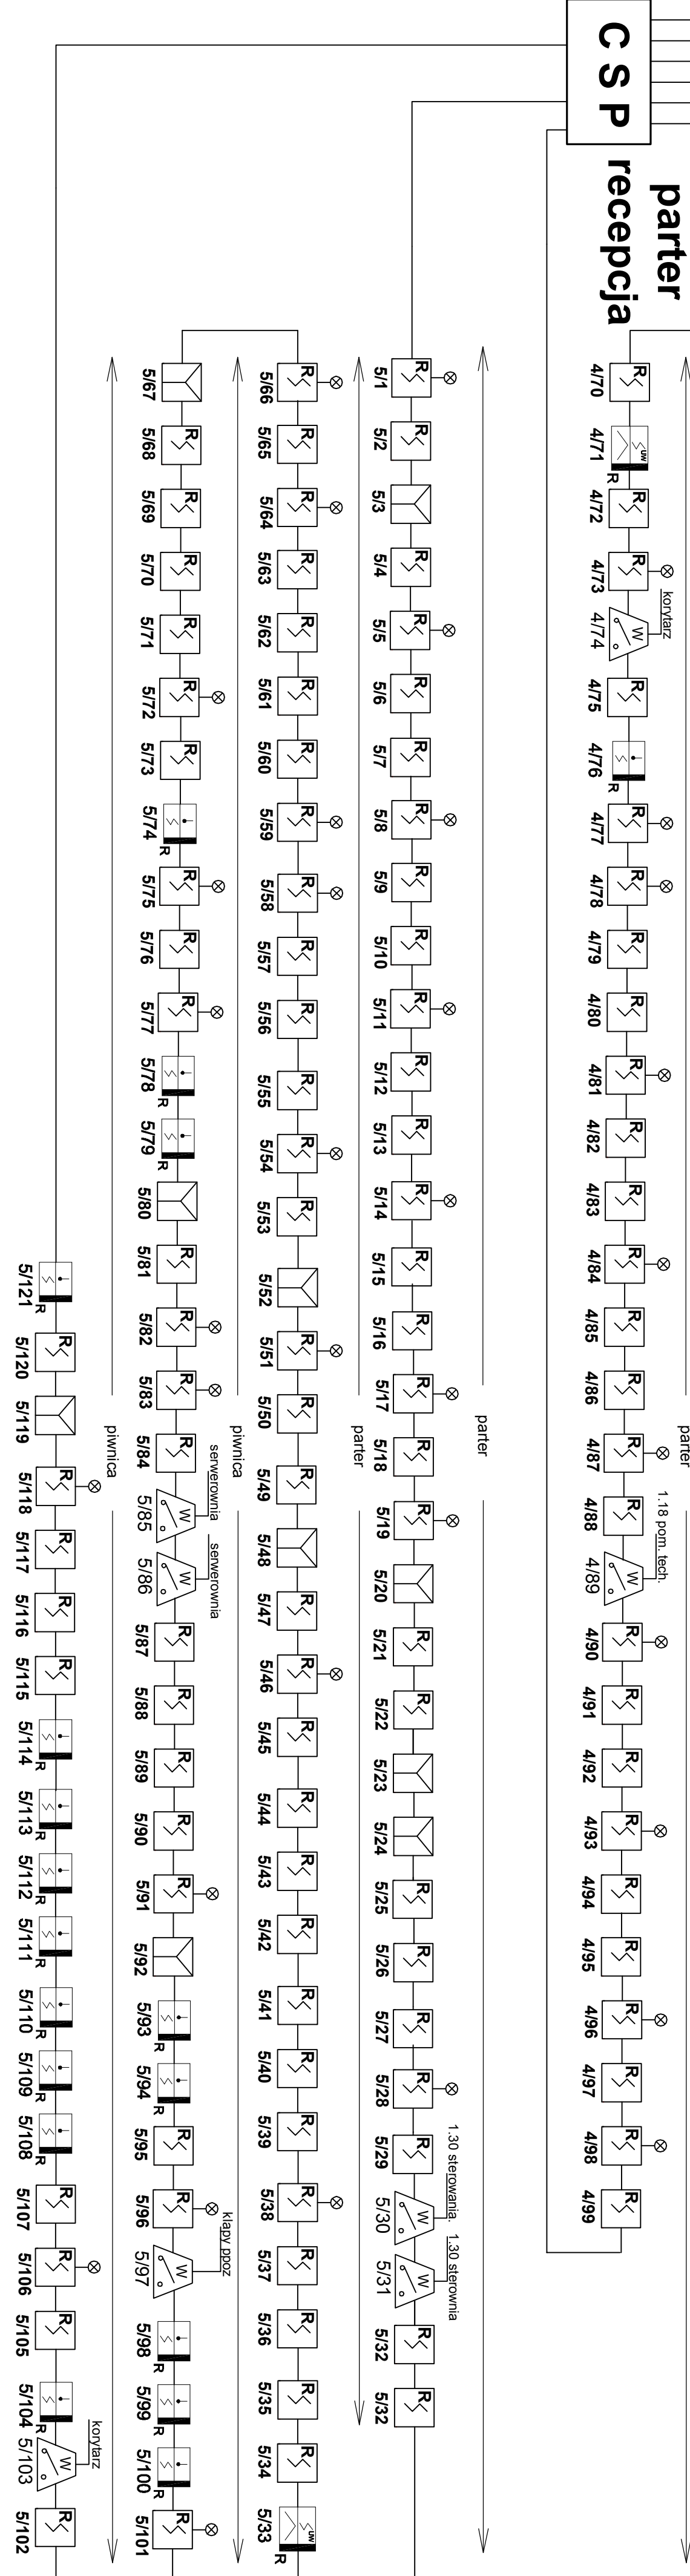 C S P
parter
recepcja
4/70 4/71 4/72 4/73 4/74 4/75 4/76 4/77 4/78 4/79 4/80 4/81 4/82 4/83 4/84 4/85 4/86 4/87 4/88 4/89 4/90 4/91 4/92 4/93 4/94 4/95 4/96 4/97 4/98 4/99
R UW R R R W R R R R R R R R R R R R R R W R R R R R R R R R R
korytarz
1.18 pom. tech.
parter
5/1 5/2 5/3 5/4 5/5 5/6 5/7 5/8 5/9 5/10 5/11 5/12 5/13 5/14 5/15 5/16 5/17 5/18 5/19 5/20 5/21 5/22 5/23 5/24 5/25 5/26 5/27 5/28 5/29 5/30 5/31 5/32 5/32
R R R R R R R R R R R R R R R R R R R R R R R R R W W R R
1.30 sterowania.
1.30 sterownia
parter
5/66 5/65 5/64 5/63 5/62 5/61 5/60 5/59 5/58 5/57 5/56 5/55 5/54 5/53 5/52 5/51 5/50 5/49 5/48 5/47 5/46 5/45 5/44 5/43 5/42 5/41 5/40 5/39 5/38 5/37 5/36 5/35 5/34 5/33
R R R R R R R R R R R R R R R R R R R R R R R R R R R R R R R UW R
parter
5/67 5/68 5/69 5/70 5/71 5/72 5/73 5/74 5/75 5/76 5/77 5/78 5/79 5/80 5/81 5/82 5/83 5/84 5/85 5/86 5/87 5/88 5/89 5/90 5/91 5/92 5/93 5/94 5/95 5/96 5/97 5/98 5/99 5/100 5/101
R R R R R R R R R R R R R R R R W W R R R R R R R R R W R R R R
serwerownia
serwerownia
klapy ppoz
piwnica
5/121 5/120 5/119 5/118 5/117 5/116 5/115 5/114 5/113 5/112 5/111 5/110 5/109 5/108 5/107 5/106 5/105 5/104 5/103 5/102
R R R R R R R R R R R R R R R R R W R
korytarz
piwnica